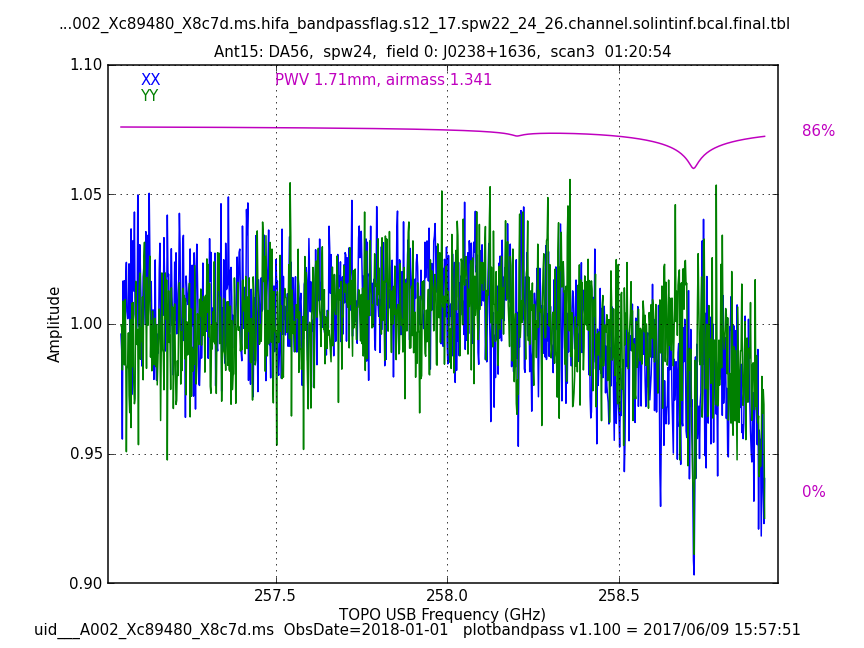 ...002_Xc89480_X8c7d.ms.hifa_bandpassflag.s12_17.spw22_24_26.channel.solintinf.bcal.final.tbl
Ant15: DA56,  spw24,  field 0: J0238+1636,  scan3  01:20:54
1.10
XX
PWV 1.71mm, airmass 1.341
YY
86%
1.05
1.00
Amplitude
0.95
0%
0.90
257.5
258.0
258.5
TOPO USB Frequency (GHz)
uid___A002_Xc89480_X8c7d.ms  ObsDate=2018-01-01   plotbandpass v1.100 = 2017/06/09 15:57:51